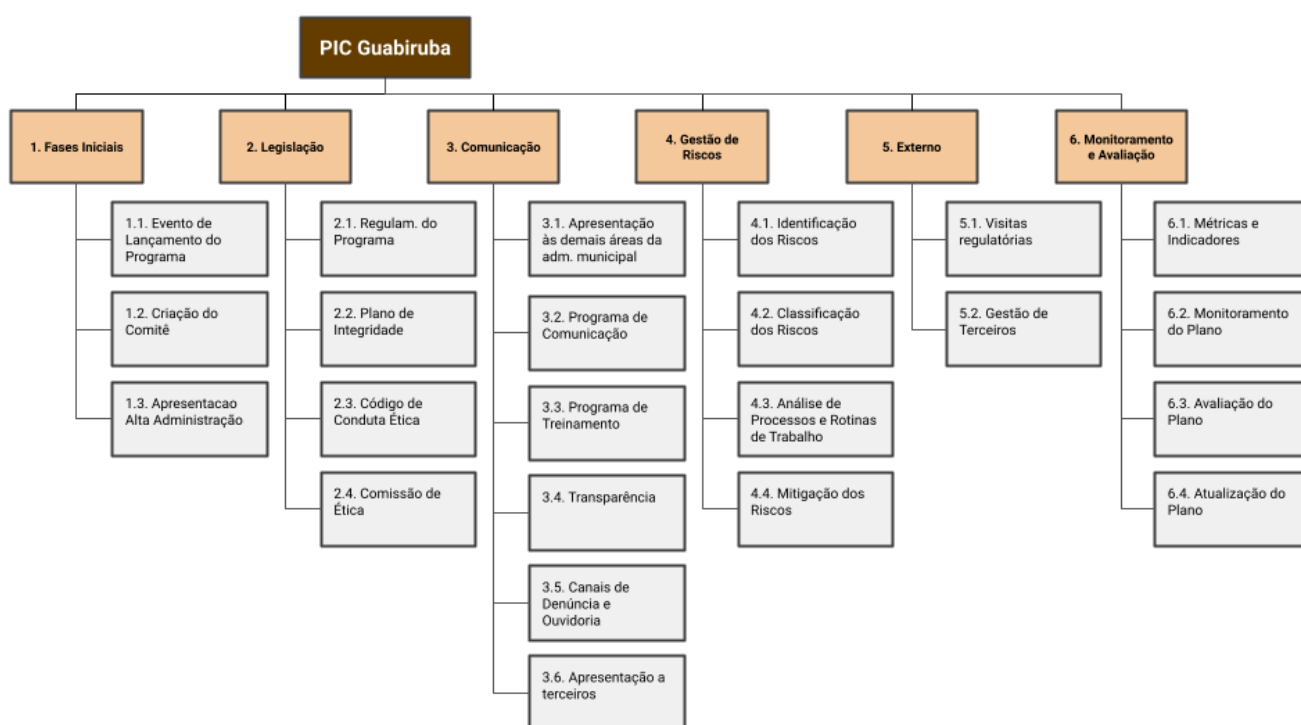 PIC Guabiruba
1. Fases Iniciais
1.1. Evento de
Lançamento do
Programa
1.2. Criação do
Comitê
1.3. Apresentacao
Alta Administração
2. Legislação
2.1. Regulam. do
Programa
2.2. Plano de
Integridade
2.3. Código de
Conduta Ética
2.4. Comissão de
Ética
3. Comunicação
3.1. Apresentação
às demais áreas da
adm. municipal
3.2. Programa de
Comunicação
3.3. Programa de
Treinamento
3.4. Transparência
3.5. Canais de
Denúncia e
Ouvidoria
3.6. Apresentação a
terceiros
4. Gestão de
Riscos
4.1. Identificação
dos Riscos
4.2. Classificação
dos Riscos
4.3. Análise de
Processos e Rotinas
de Trabalho
4.4. Mitigação dos
Riscos
5. Externo
5.1. Visitas
regulatórias
5.2. Gestão de
Terceiros
6. Monitoramento
e Avaliação
6.1. Métricas e
Indicadores
6.2. Monitoramento
do Plano
6.3. Avaliação do
Plano
6.4. Atualização do
Plano